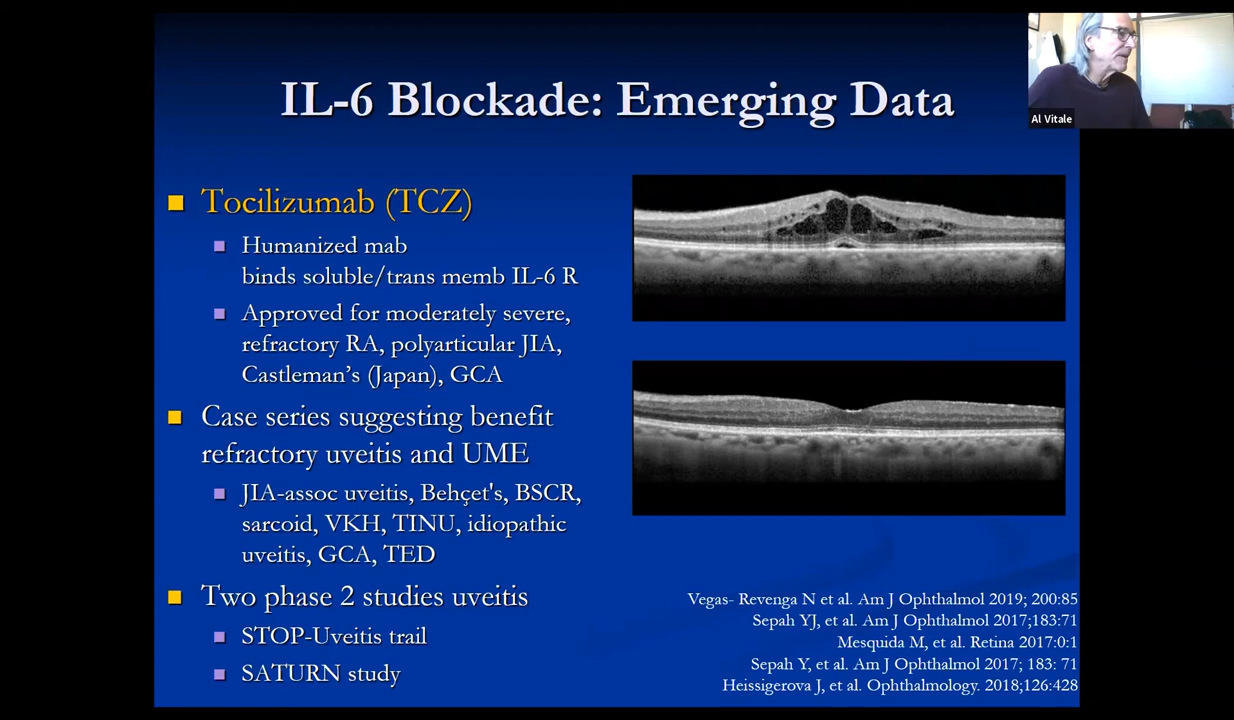 IL-6 Blockade: Emerging Data
Al Vitale
Tocilizumab (TCZ)
Humanized mab
binds soluble/trans memb IL-6 R
Approved for moderately severe,
refractory RA, polyarticular JIA,
Castleman's (Japan), GCA
Case series suggesting benefit
refractory uveitis and UME
JIA-assoc uveitis, Behçet's, BSCR,
sarcoid, VKH, TINU, idiopathic
uveitis, GCA, TED
Two phase 2 studies uveitis
STOP-Uveitis trail
SATURN study
Vegas- Revenga N et al. Am J Ophthalmol 2019; 200:85
Sepah YJ, et al. Am J Ophthalmol 2017;183:71
Mesquida M, et al. Retina 2017:0:1
Sepah Y, et al. Am J Ophthalmol 2017; 183: 71
Heissigerova J, et al. Ophthalmology. 2018;126:428